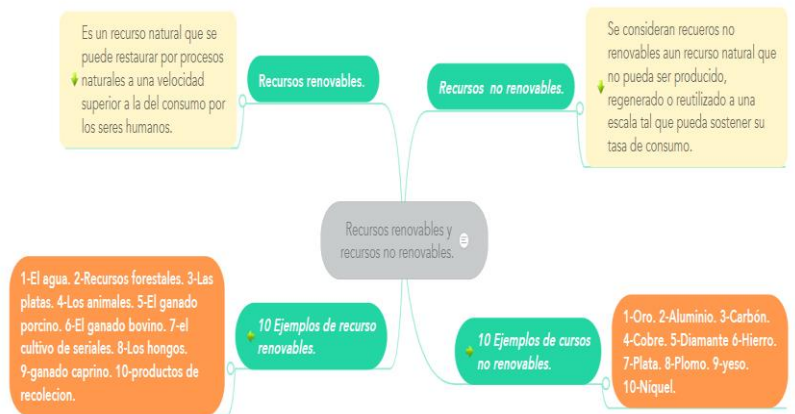 Es un recurso natural que se
puede restaurar por procesos
naturales a una velocidad
superior a la del consumo por
los seres humanos.
Recursos renovables.
Recursos no renovables.
Se consideran recueros no
renovables aun recurso natural que
no pueda ser producido,
regenerado o reutilizado a una
escala tal que pueda sostener su
tasa de consumo.
Recursos renovables y
recursos no renovables.
1-El agua. 2-Recursos forestales. 3-Las
platas. 4-Los animales. 5-El ganado
porcino. 6-El ganado bovino. 7-el
cultivo de seriales. 8-Los hongos.
9-ganado caprino. 10-productos de
recolecion.
10 Ejemplos de recurso
renovables.
10 Ejemplos de cursos
no renovables.
1-Oro. 2-Aluminio. 3-Carbón.
4-Cobre. 5-Diamante 6-Hierro.
7-Plata. 8-Plomo. 9-yeso.
10-Níquel.